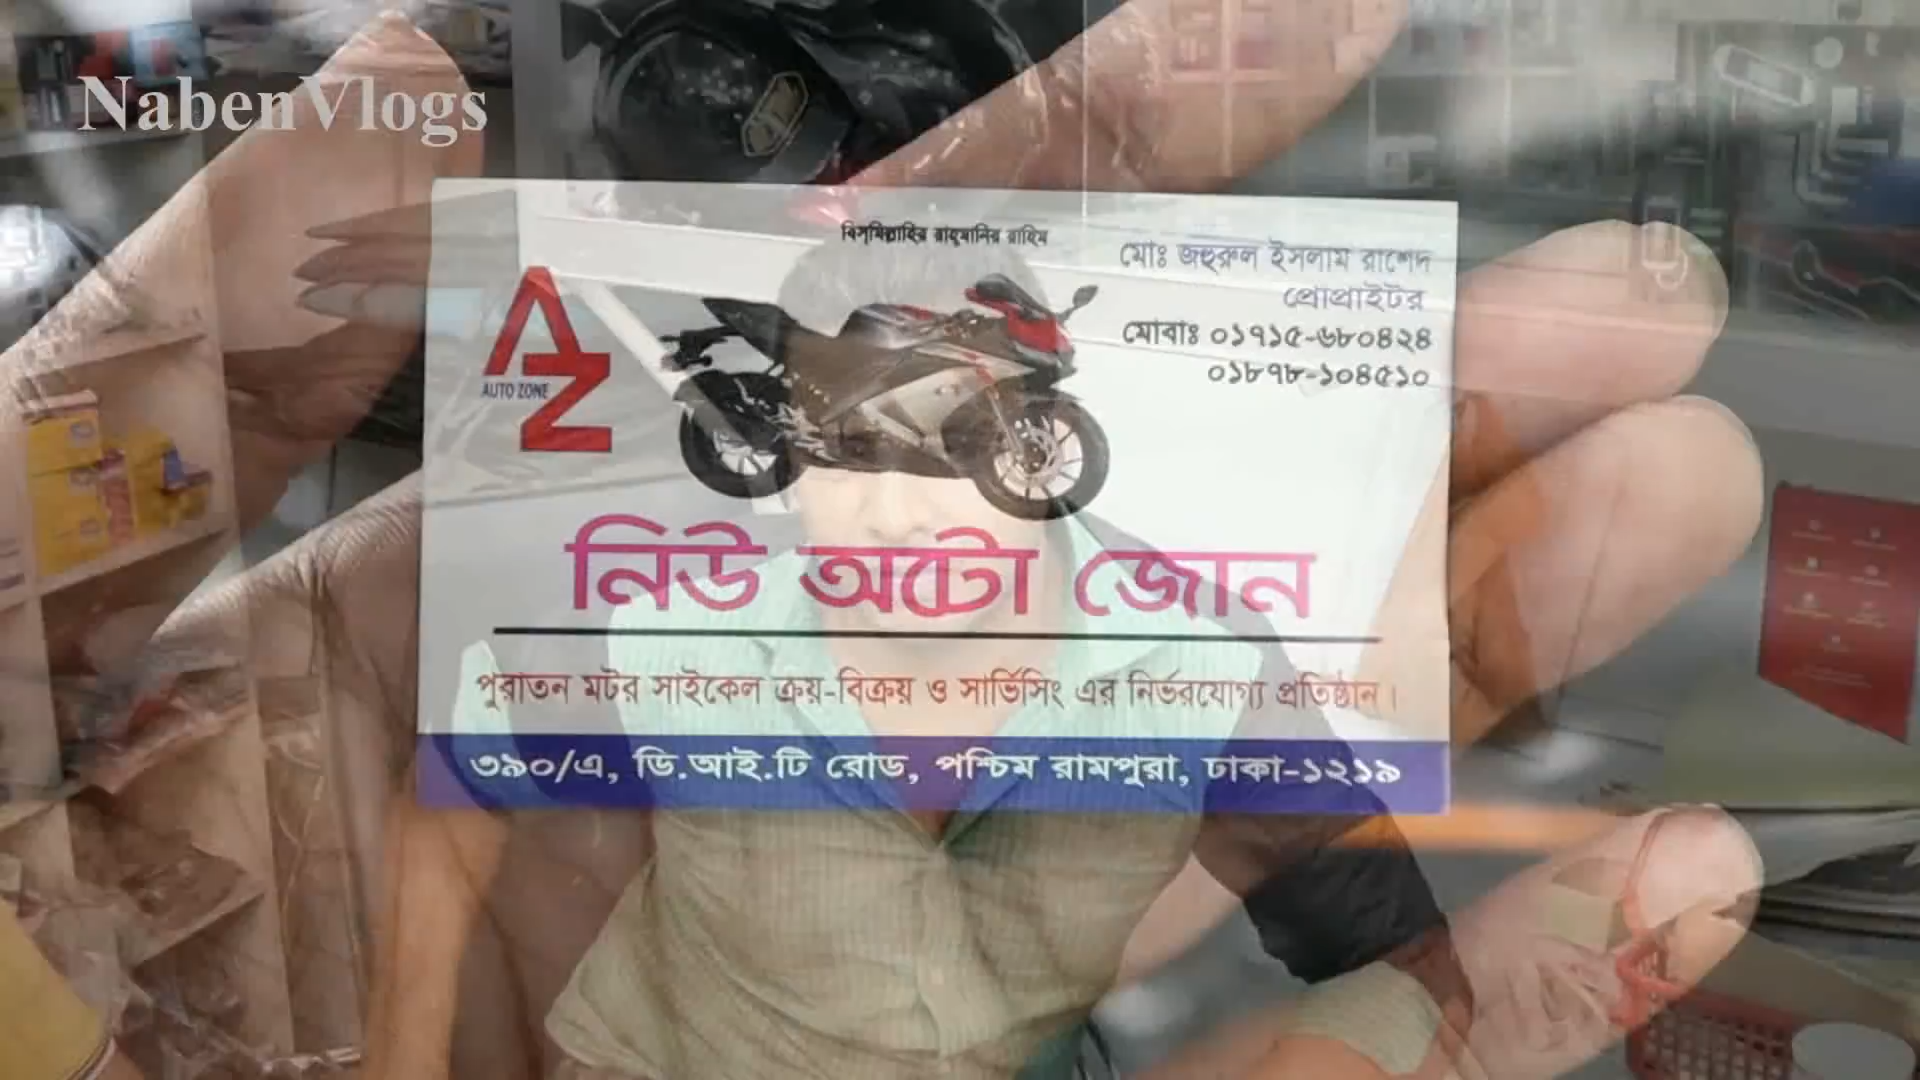 NabenVlogs
বিসমিল্লাহির রাহমানির রাহিম
মোঃ জহুরুল ইসলাম রাশেদ
প্রোপ্রাইটর
মোবাঃ ০১৭১৫-৬৮০৪২৪
০১৮৭৮-১০৪৫১০
AZ
AUTO ZONE
নিউ অটো জোন
পুরাতন মটর সাইকেল ক্রয়-বিক্রয় ও সার্ভিসিং এর নির্ভরযোগ্য প্রতিষ্ঠান।
৩৯০/এ, ডি.আই.টি রোড, পশ্চিম রামপুরা, ঢাকা-১২১৯